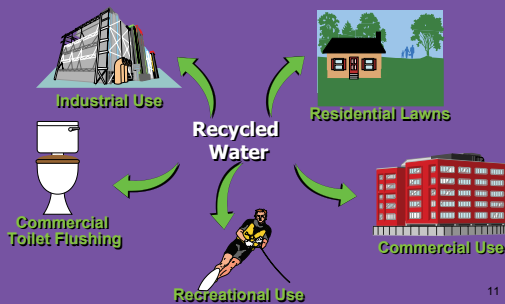 Industrial Use
Residential Lawns
Recycled
Water
Commercial
Toilet Flushing
Commercial Use
Recreational Use
11